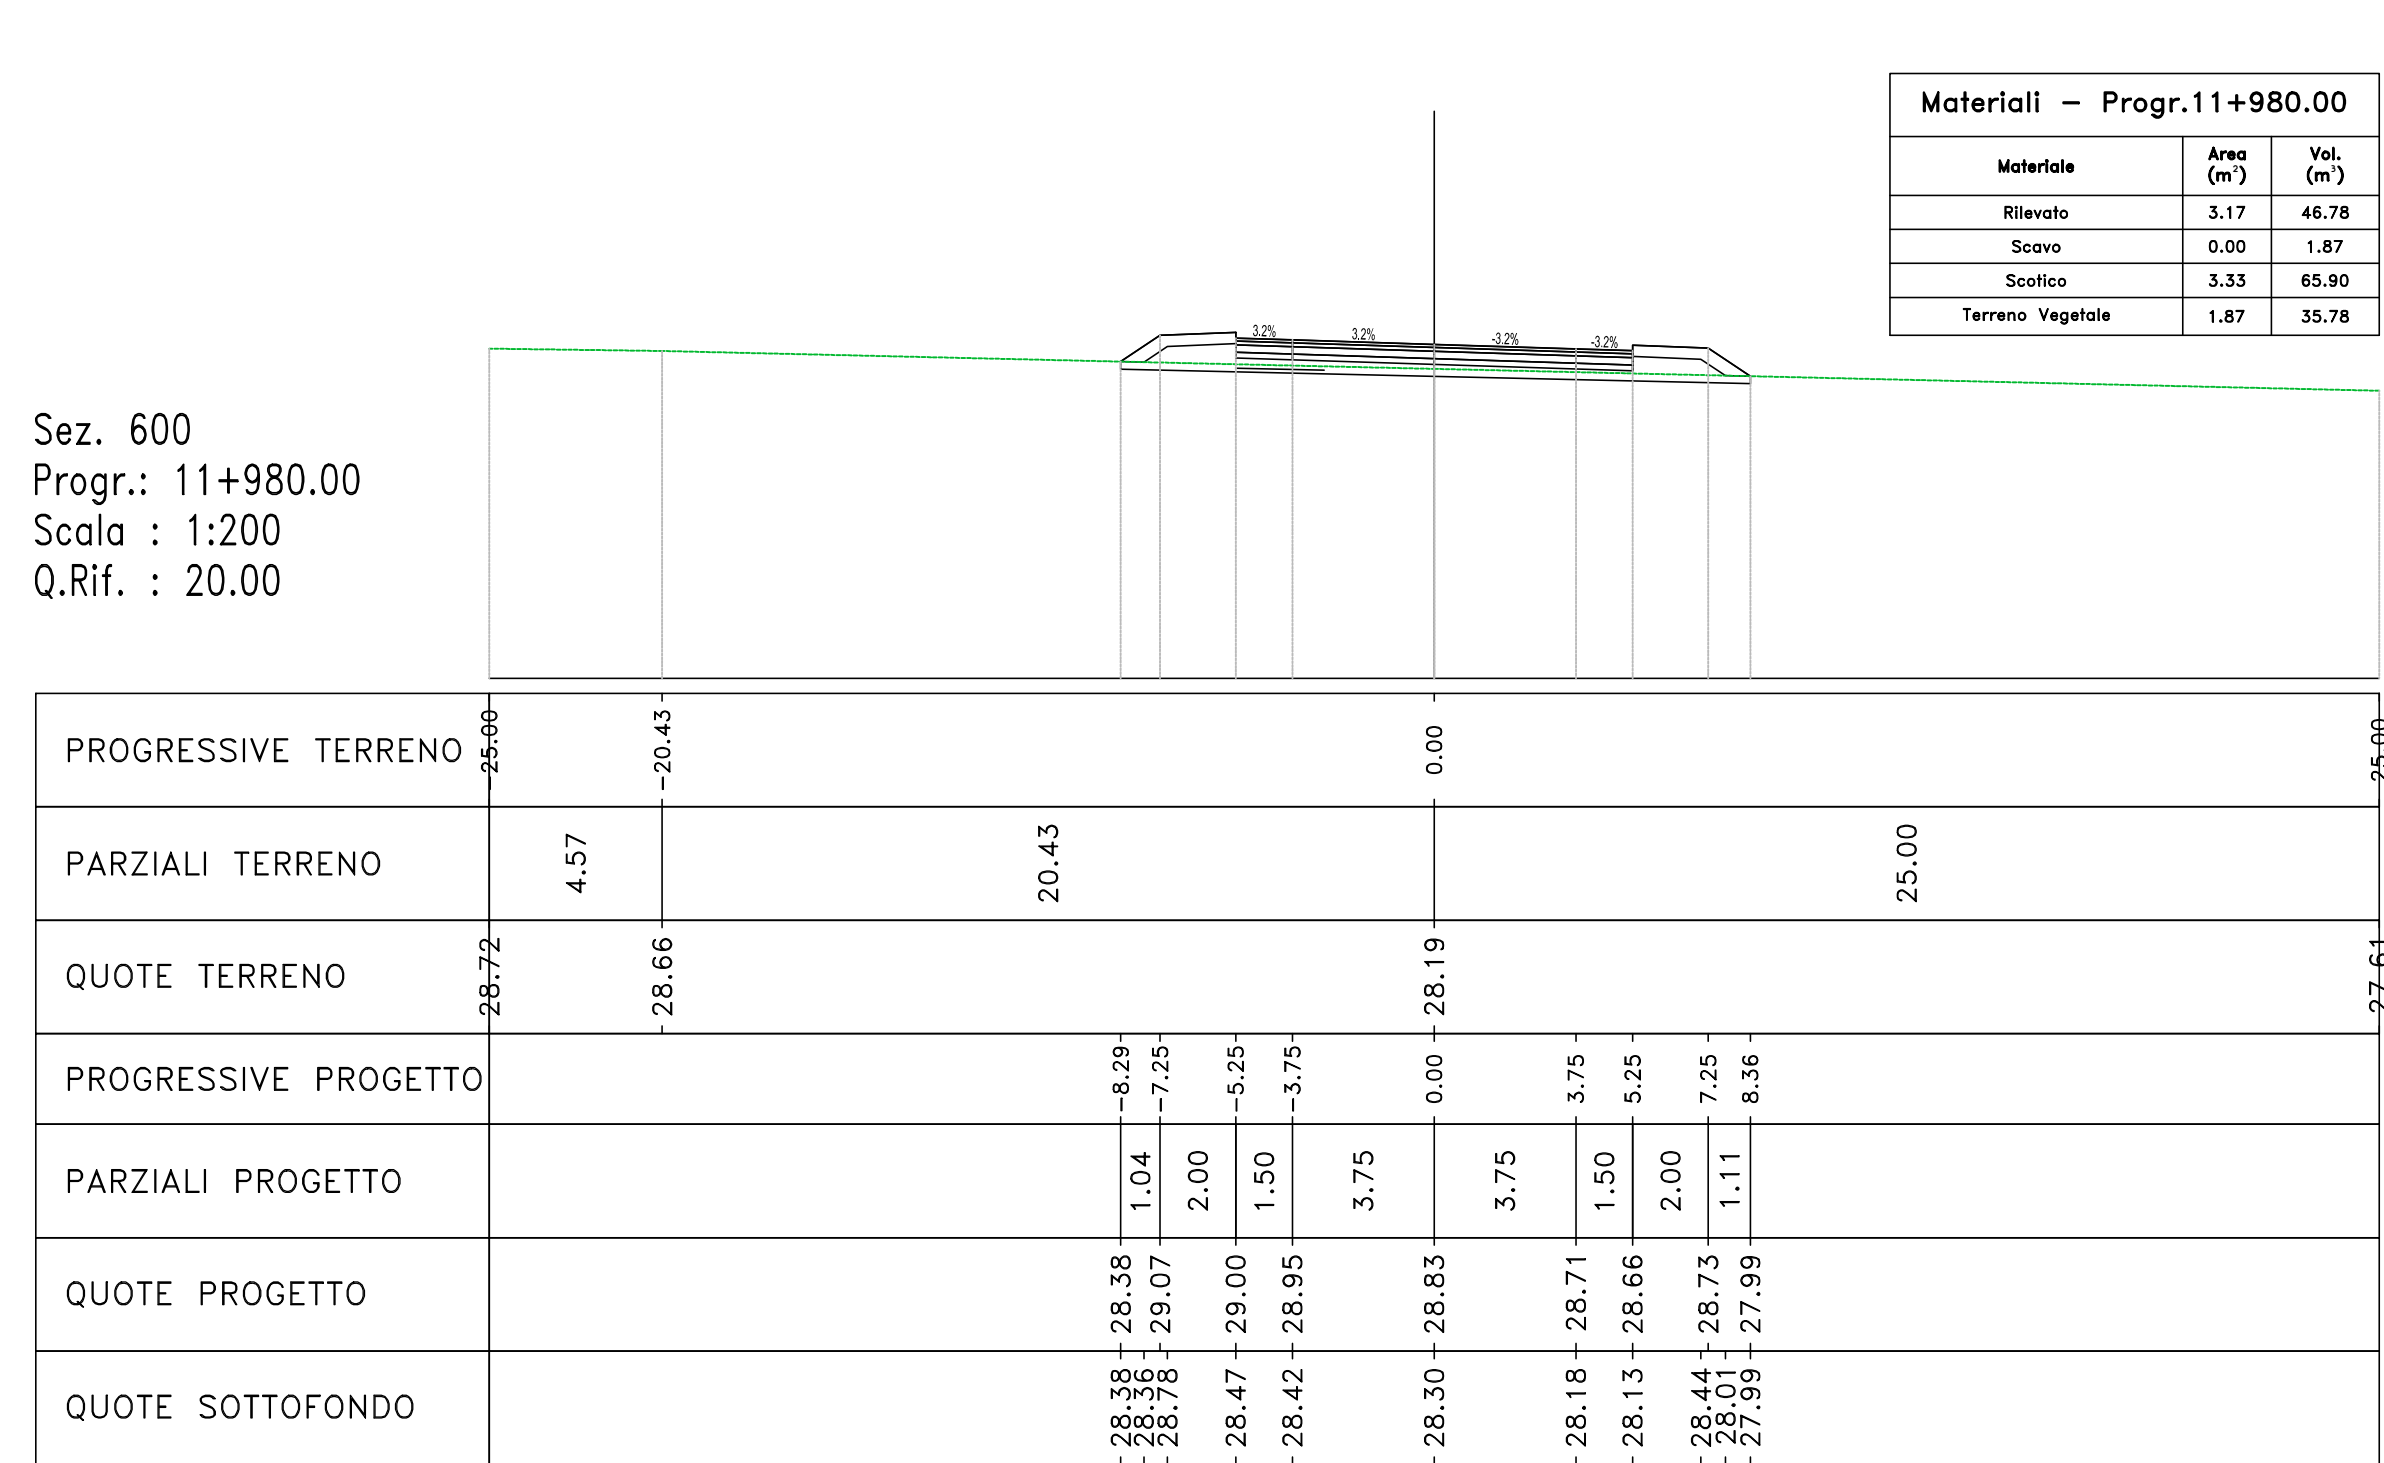 Materiali – Progr.11+980.00
Materiale Area (m²) Vol. (m³)
Rilevato 3.17 46.78
Scavo 0.00 1.87
Scotico 3.33 65.90
Terreno Vegetale 1.87 35.78
3.2% 3.2% -3.2% -3.2%
Sez. 600
Progr.: 11+980.00
Scala : 1:200
Q.Rif. : 20.00
PROGRESSIVE TERRENO -25.00 -20.43 0.00 25.00
PARZIALI TERRENO 4.57 20.43 25.00
QUOTE TERRENO 28.72 28.66 28.19 27.61
PROGRESSIVE PROGETTO -8.29 -7.25 -5.25 -3.75 0.00 3.75 5.25 7.25 8.36
PARZIALI PROGETTO 1.04 2.00 1.50 3.75 3.75 1.50 2.00 1.11
QUOTE PROGETTO 28.38 29.07 29.00 28.95 28.83 28.71 28.66 28.73 27.99
QUOTE SOTTOFONDO 28.38 28.36 28.78 28.47 28.42 28.30 28.18 28.13 28.44 28.01 27.99